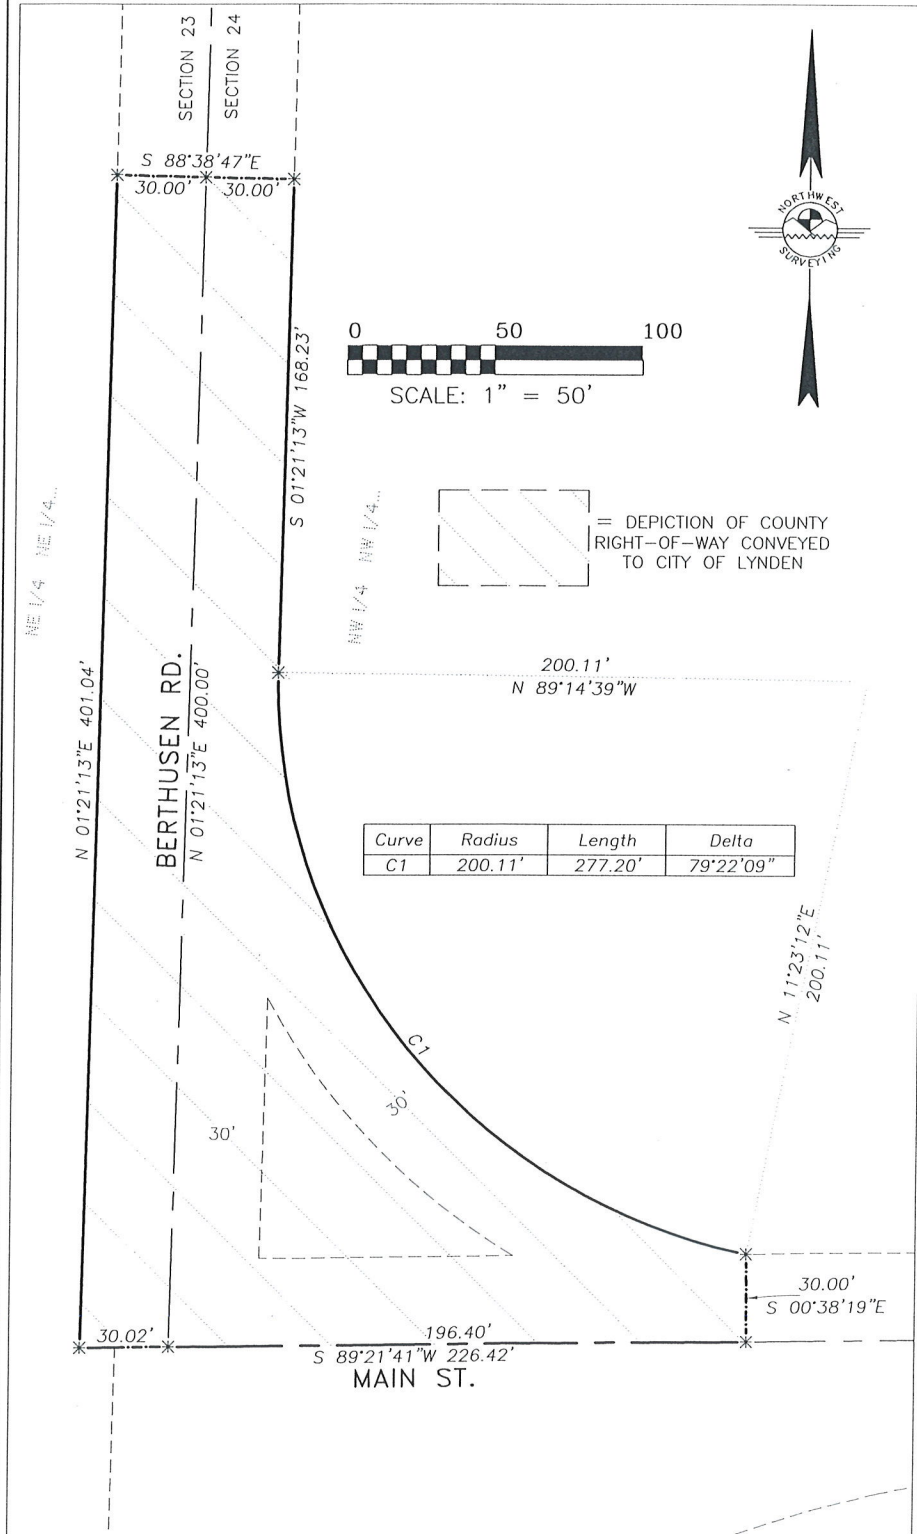 SECTION 23
SECTION 24
S 88°38'47"E
30.00' 30.00'
NORTHWEST
SURVEYING
0 50 100
SCALE: 1" = 50'
S 01°21'13"W 168.23'
= DEPICTION OF COUNTY
RIGHT-OF-WAY CONVEYED
TO CITY OF LYNDEN
NE 1/4 NE 1/4...
NW 1/4 NW 1/4...
200.11'
N 89°14'39"W
N 01°21'13"E 401.04'
BERTHUSEN RD.
N 01°21'13"E 400.00'
Curve Radius Length Delta
C1 200.11' 277.20' 79°22'09"
N 11°23'12"E
200.11'
C1
30'
30'
30.00'
S 00°38'19"E
30.02' 196.40'
S 89°21'41"W 226.42'
MAIN ST.